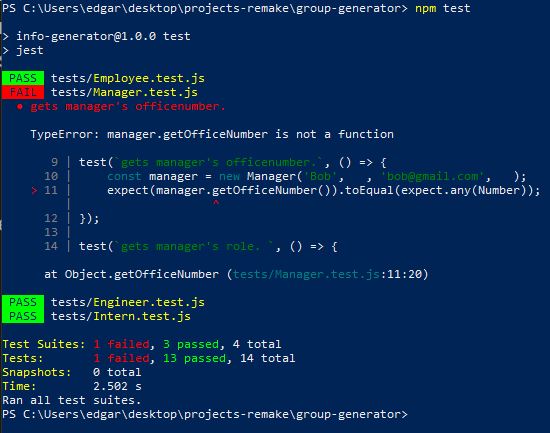 PS C:\Users\edgar\desktop\projects-remake\group-generator> npm test
> info-generator@1.0.0 test
> jest
PASS tests/Employee.test.js
FAIL tests/Manager.test.js
● gets manager's officenumber.
TypeError: manager.getOfficeNumber is not a function
9 | test(`gets manager's officenumber.`, () => {
10 | const manager = new Manager('Bob', , 'bob@gmail.com', );
> 11 | expect(manager.getOfficeNumber()).toEqual(expect.any(Number));
| ^
12 | });
13 |
14 | test(`gets manager's role. `, () => {
at Object.getOfficeNumber (tests/Manager.test.js:11:20)
PASS tests/Engineer.test.js
PASS tests/Intern.test.js
Test Suites: 1 failed, 3 passed, 4 total
Tests: 1 failed, 13 passed, 14 total
Snapshots: 0 total
Time: 2.502 s
Ran all test suites.
PS C:\Users\edgar\desktop\projects-remake\group-generator>